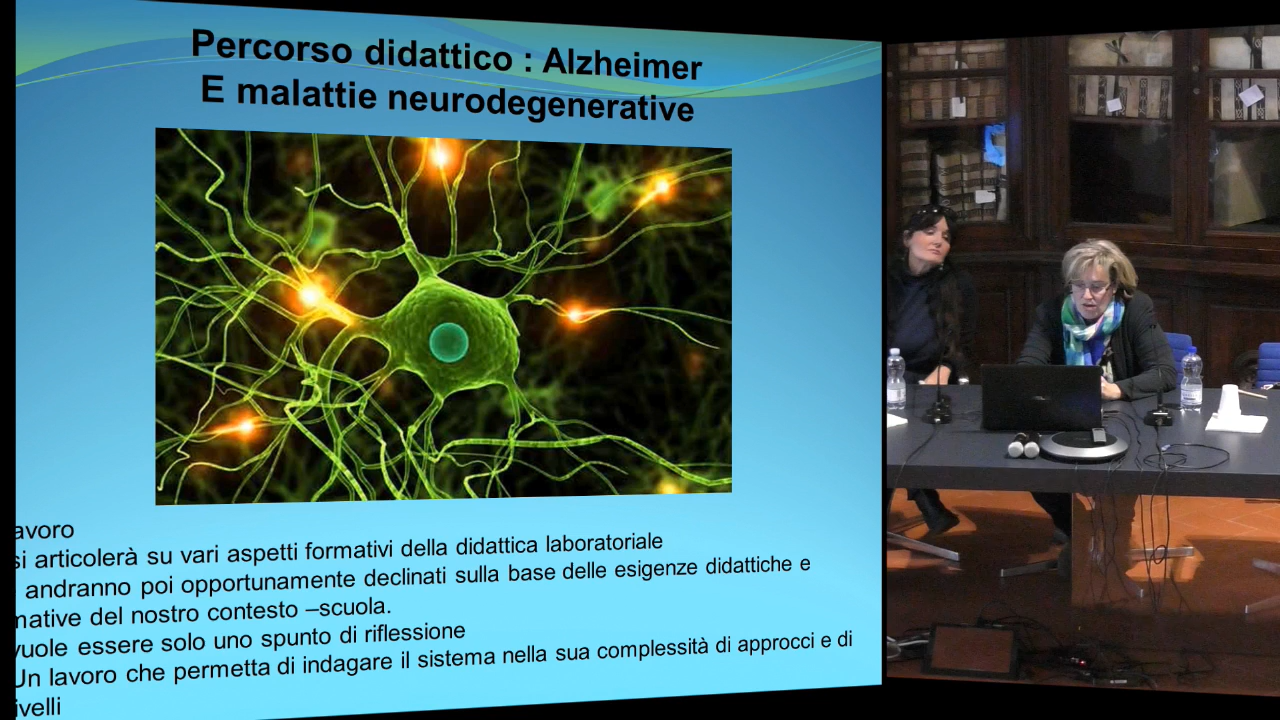 Percorso didattico : Alzheimer
E malattie neurodegenerative
avoro
si articolerà su vari aspetti formativi della didattica laboratoriale
andranno poi opportunamente declinati sulla base delle esigenze didattiche e
mative del nostro contesto –scuola.
vuole essere solo uno spunto di riflessione
Un lavoro che permetta di indagare il sistema nella sua complessità di approcci e di
ivelli